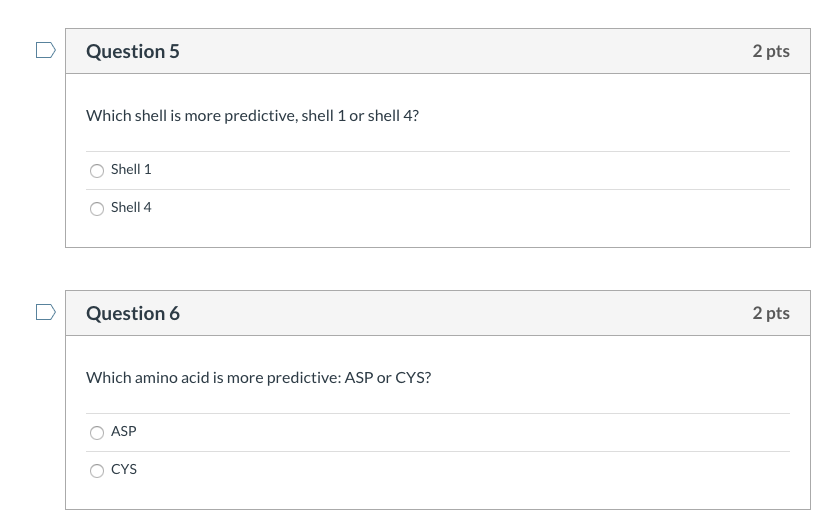 Question 5
2 pts
Which shell is more predictive, shell 1 or shell 4?
Shell 1
Shell 4
Question 6
2 pts
Which amino acid is more predictive: ASP or CYS?
ASP
CYS